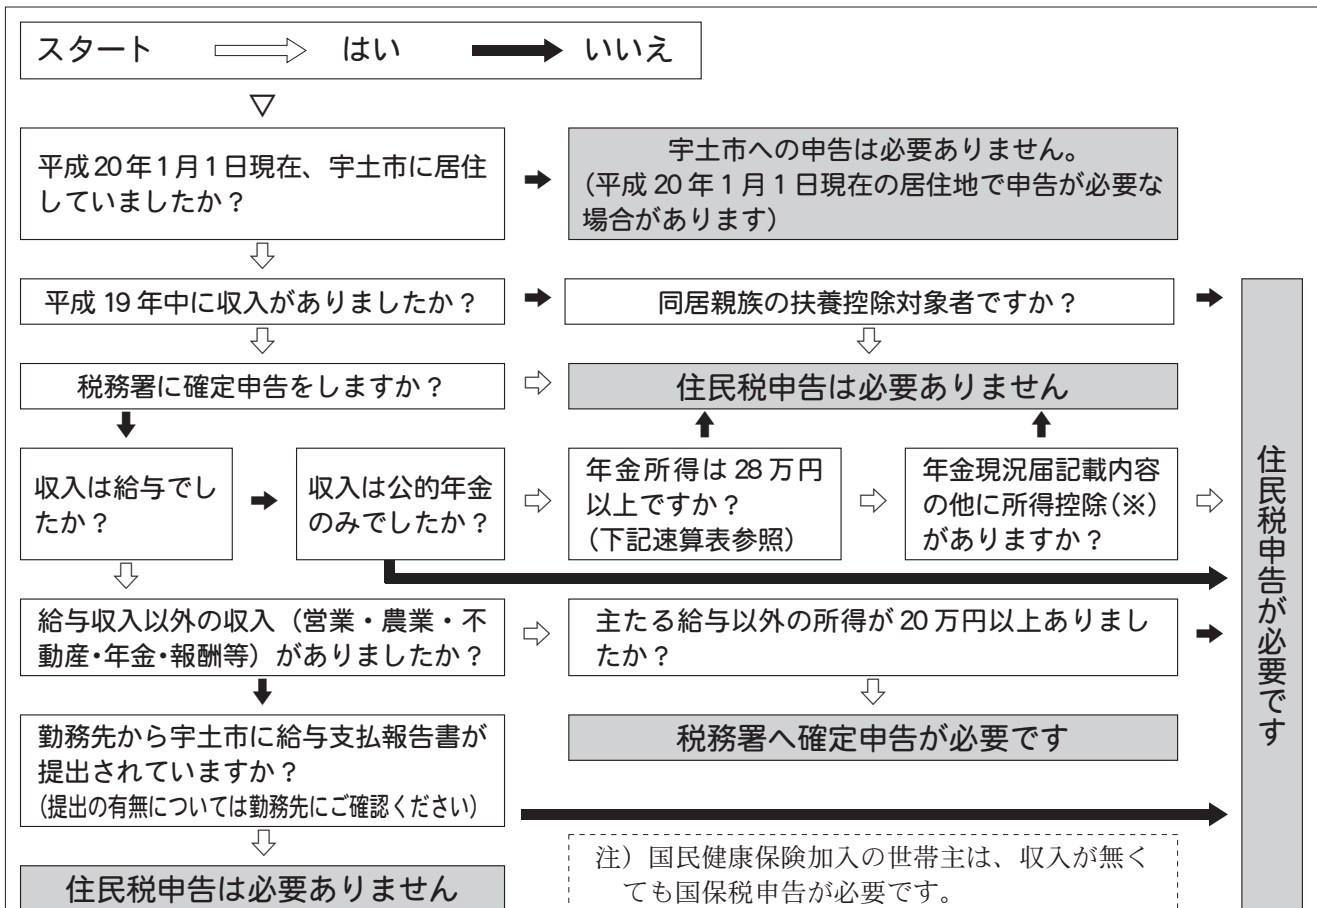 スタート はい いいえ
平成20年1月1日現在、宇土市に居住
していましたか？
宇土市への申告は必要ありません。
(平成20年1月1日現在の居住地で申告が必要な
場合があります)
平成19年中に収入がありましたか？
同居親族の扶養控除対象者ですか？
税務署に確定申告をしますか？
住民税申告は必要ありません
収入は給与でし
たか？
収入は公的年金
のみでしたか？
年金所得は28万円
以上ですか？
(下記速算表参照)
年金現況届記載内容
の他に所得控除(※)
がありますか？
住民税申告が必要です
給与収入以外の収入（営業・農業・不
動産・年金・報酬等）がありましたか？
主たる給与以外の所得が20万円以上ありまし
たか？
税務署へ確定申告が必要です
勤務先から宇土市に給与支払報告書が
提出されていますか？
(提出の有無については勤務先にご確認ください)
住民税申告は必要ありません
注）国民健康保険加入の世帯主は、収入が無く
ても国保税申告が必要です。